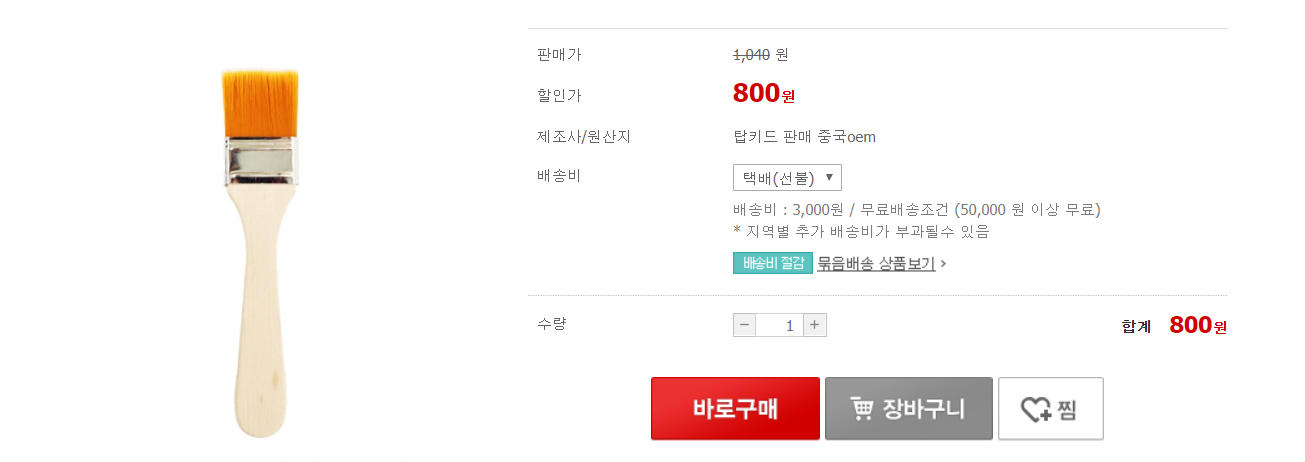 판매가 1,040 원
할인가 800원
제조사/원산지 탑키드 판매 중국oem
배송비 택배(선불) ▼
배송비 : 3,000원 / 무료배송조건 (50,000 원 이상 무료)
* 지역별 추가 배송비가 부과될수 있음
배송비 절감 묶음배송 상품보기 >
수량 − 1 + 합계 800원
바로구매 장바구니 찜